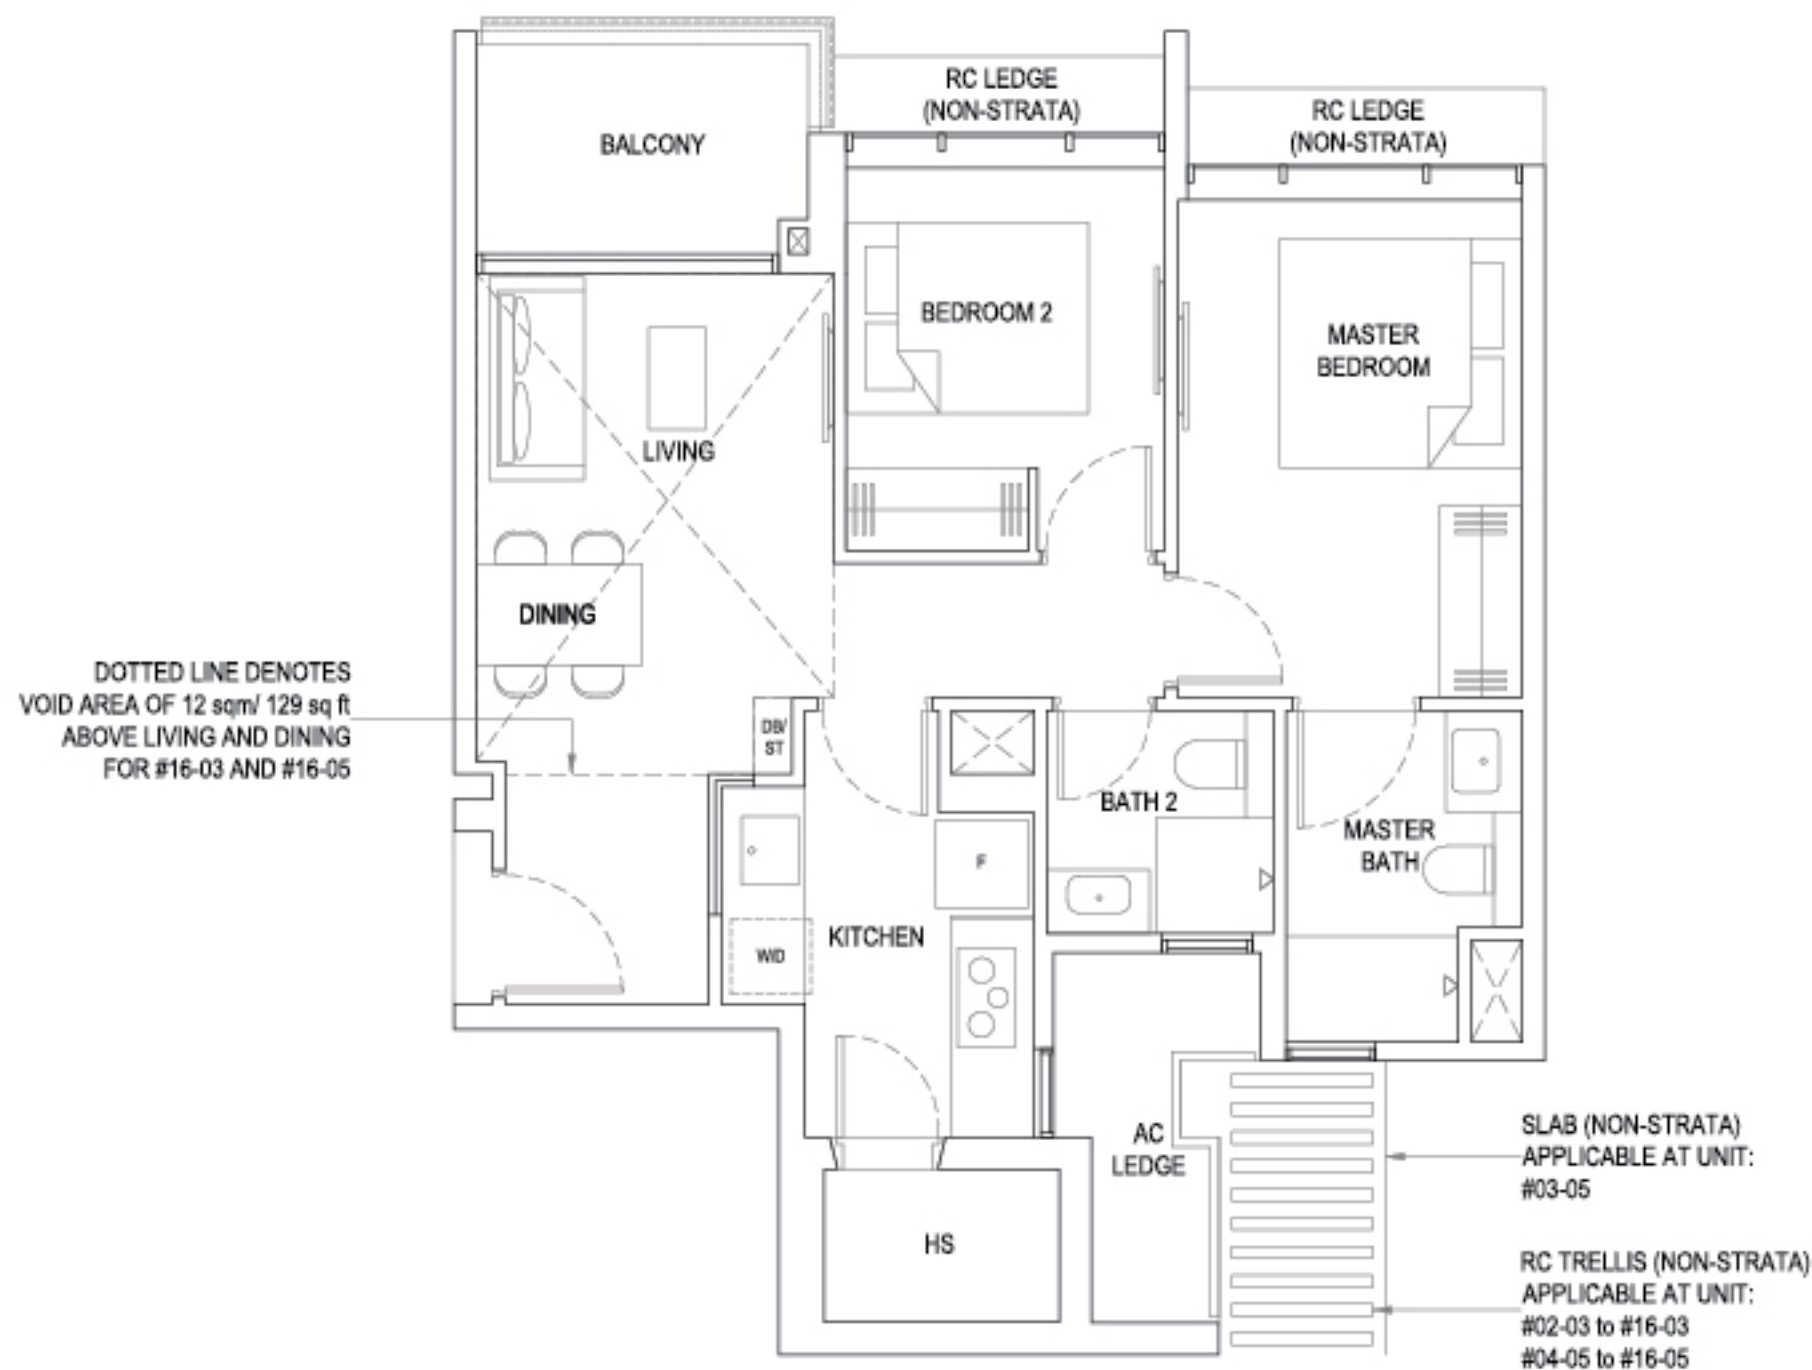 RC LEDGE
(NON-STRATA)
RC LEDGE
(NON-STRATA)
BALCONY
BEDROOM 2
MASTER
BEDROOM
LIVING
DINING
DOTTED LINE DENOTES
VOID AREA OF 12 sqm/ 129 sq ft
ABOVE LIVING AND DINING
FOR #16-03 AND #16-05
DB/
ST
BATH 2
MASTER
BATH
F
KITCHEN
W/D
AC
LEDGE
HS
SLAB (NON-STRATA)
APPLICABLE AT UNIT:
#03-05
RC TRELLIS (NON-STRATA)
APPLICABLE AT UNIT:
#02-03 to #16-03
#04-05 to #16-05